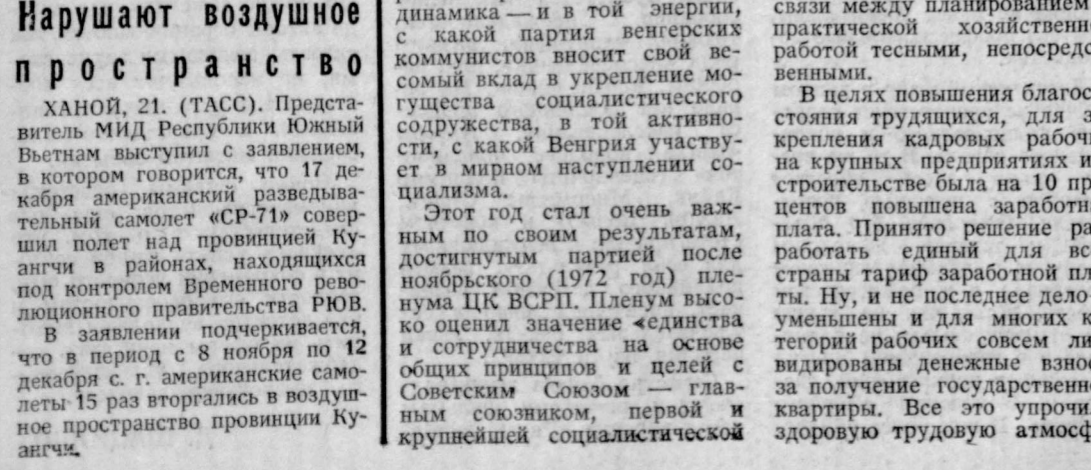 Нарушают воздушное
пространство
ХАНОЙ, 21. (ТАСС). Предста-
витель МИД Республики Южный
Вьетнам выступил с заявлением,
в котором говорится, что 17 де-
кабря американский разведыва-
тельный самолет «СР-71» совер-
шил полет над провинцией Ку-
ангчи в районах, находящихся
под контролем Временного рево-
люционного правительства РЮВ.
В заявлении подчеркивается,
что в период с 8 ноября по 12
декабря с. г. американские само-
леты 15 раз вторгались в воздуш-
ное пространство провинции Ку-
ангчи.
динамика — и в той энергии,
с какой партия венгерских
коммунистов вносит свой ве-
сомый вклад в укрепление мо-
гущества социалистического
содружества, в той активно-
сти, с какой Венгрия участву-
ет в мирном наступлении со-
циализма.
Этот год стал очень важ-
ным по своим результатам,
достигнутым партией после
ноябрьского (1972 год) пле-
нума ЦК ВСРП. Пленум высо-
ко оценил значение «единства
и сотрудничества на основе
общих принципов и целей с
Советским Союзом — глав-
ным союзником, первой и
крупнейшей социалистической
связи между планированием
практической хозяйственн
работой тесными, непосредс
венными.
В целях повышения благос
стояния трудящихся, для з
крепления кадровых рабоч
на крупных предприятиях и
строительстве была на 10 пр
центов повышена заработн
плата. Принято решение ра
работать единый для вс
страны тариф заработной пл
ты. Ну, и не последнее дело
уменьшены и для многих к
тегорий рабочих совсем ли
видированы денежные взно
за получение государственн
квартиры. Все это упрочи
здоровую трудовую атмосф